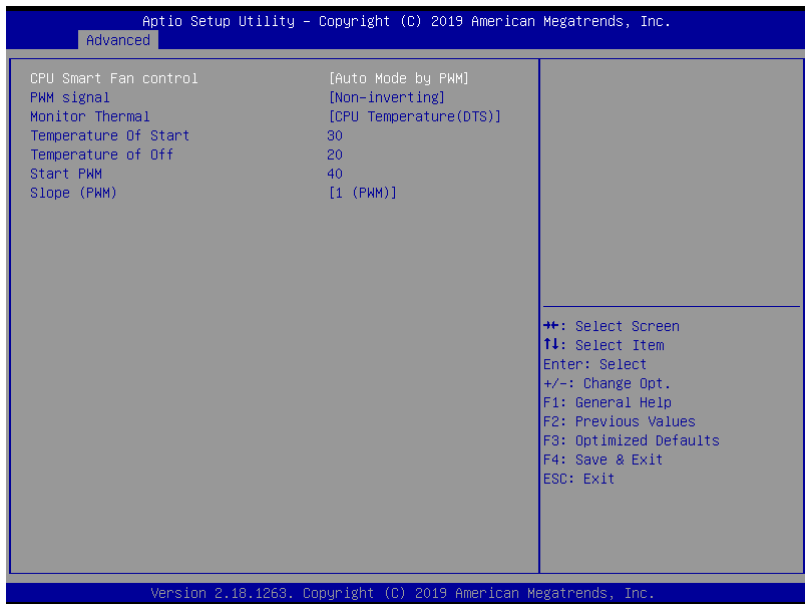 Aptio Setup Utility – Copyright (C) 2019 American Megatrends, Inc.
Advanced
CPU Smart Fan control [Auto Mode by PWM]
PWM signal [Non-inverting]
Monitor Thermal [CPU Temperature(DTS)]
Temperature Of Start 30
Temperature of Off 20
Start PWM 40
Slope (PWM) [1 (PWM)]
→←: Select Screen
↑↓: Select Item
Enter: Select
+/-: Change Opt.
F1: General Help
F2: Previous Values
F3: Optimized Defaults
F4: Save & Exit
ESC: Exit
Version 2.18.1263. Copyright (C) 2019 American Megatrends, Inc.